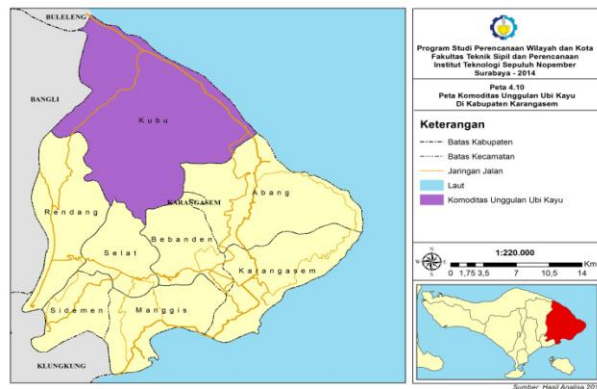 BULELENG
BANGLI
Kubu
Abang
Rendang
KARANGASEM
Bebanden
Selat
Karangasem
Sidemen
Manggis
KLUNGKUNG
Program Studi Perencanaan Wilayah dan Kota
Fakultas Teknik Sipil dan Perencanaan
Institut Teknologi Sepuluh Nopember
Surabaya - 2014
Peta 4.10
Peta Komoditas Unggulan Ubi Kayu
Di Kabupaten Karangasem
Keterangan
Batas Kabupaten
Batas Kecamatan
Jaringan Jalan
Laut
Komoditas Unggulan Ubi Kayu
1:220.000
0 1,75 3,5 7 10,5 14 Km
Sumber: Hasil Analisa